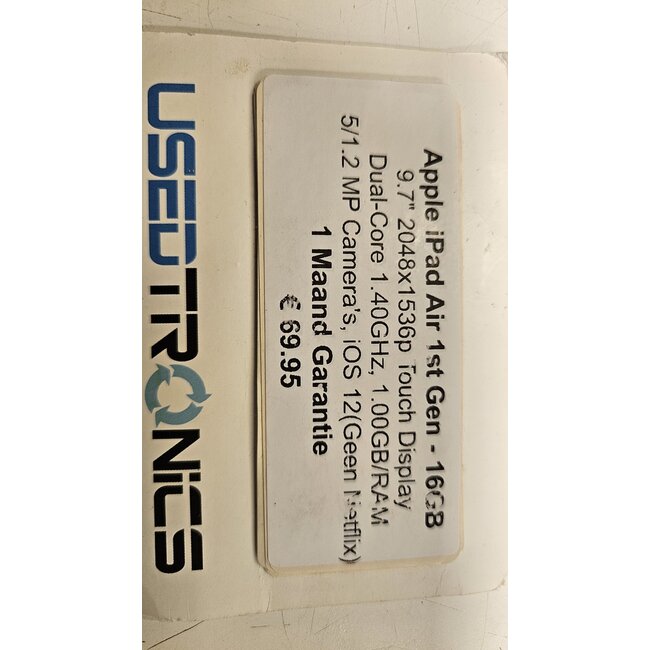 Apple iPad Air 1st Gen - 16GB
9.7" 2048x1536p Touch Display
Dual-Core 1.40GHz, 1.00GB/RAM
5/1.2 MP Camera's, iOS 12(Geen Netflix)
1 Maand Garantie
€ 69.95
USEDTRONICS